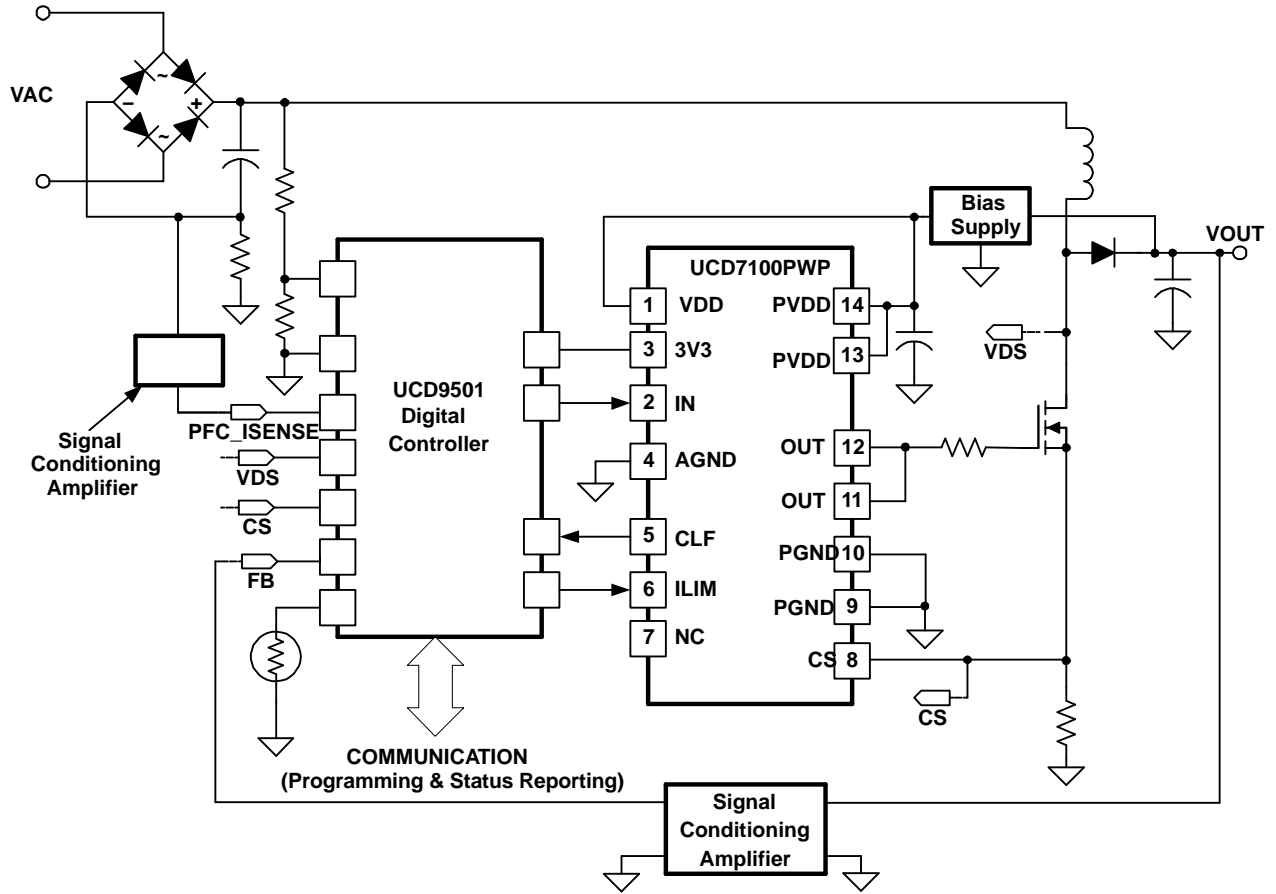 VAC
~
−
+
~
Bias
Supply
VOUT
UCD7100PWP
1 VDD
PVDD 14
3 3V3
PVDD 13
VDS
UCD9501
Digital
Controller
2 IN
PFC_ISENSE
Signal
Conditioning
Amplifier
VDS
4 AGND
OUT 12
CS
OUT 11
5 CLF
PGND 10
FB
6 ILIM
PGND 9
7 NC
CS 8
CS
COMMUNICATION
(Programming & Status Reporting)
Signal
Conditioning
Amplifier